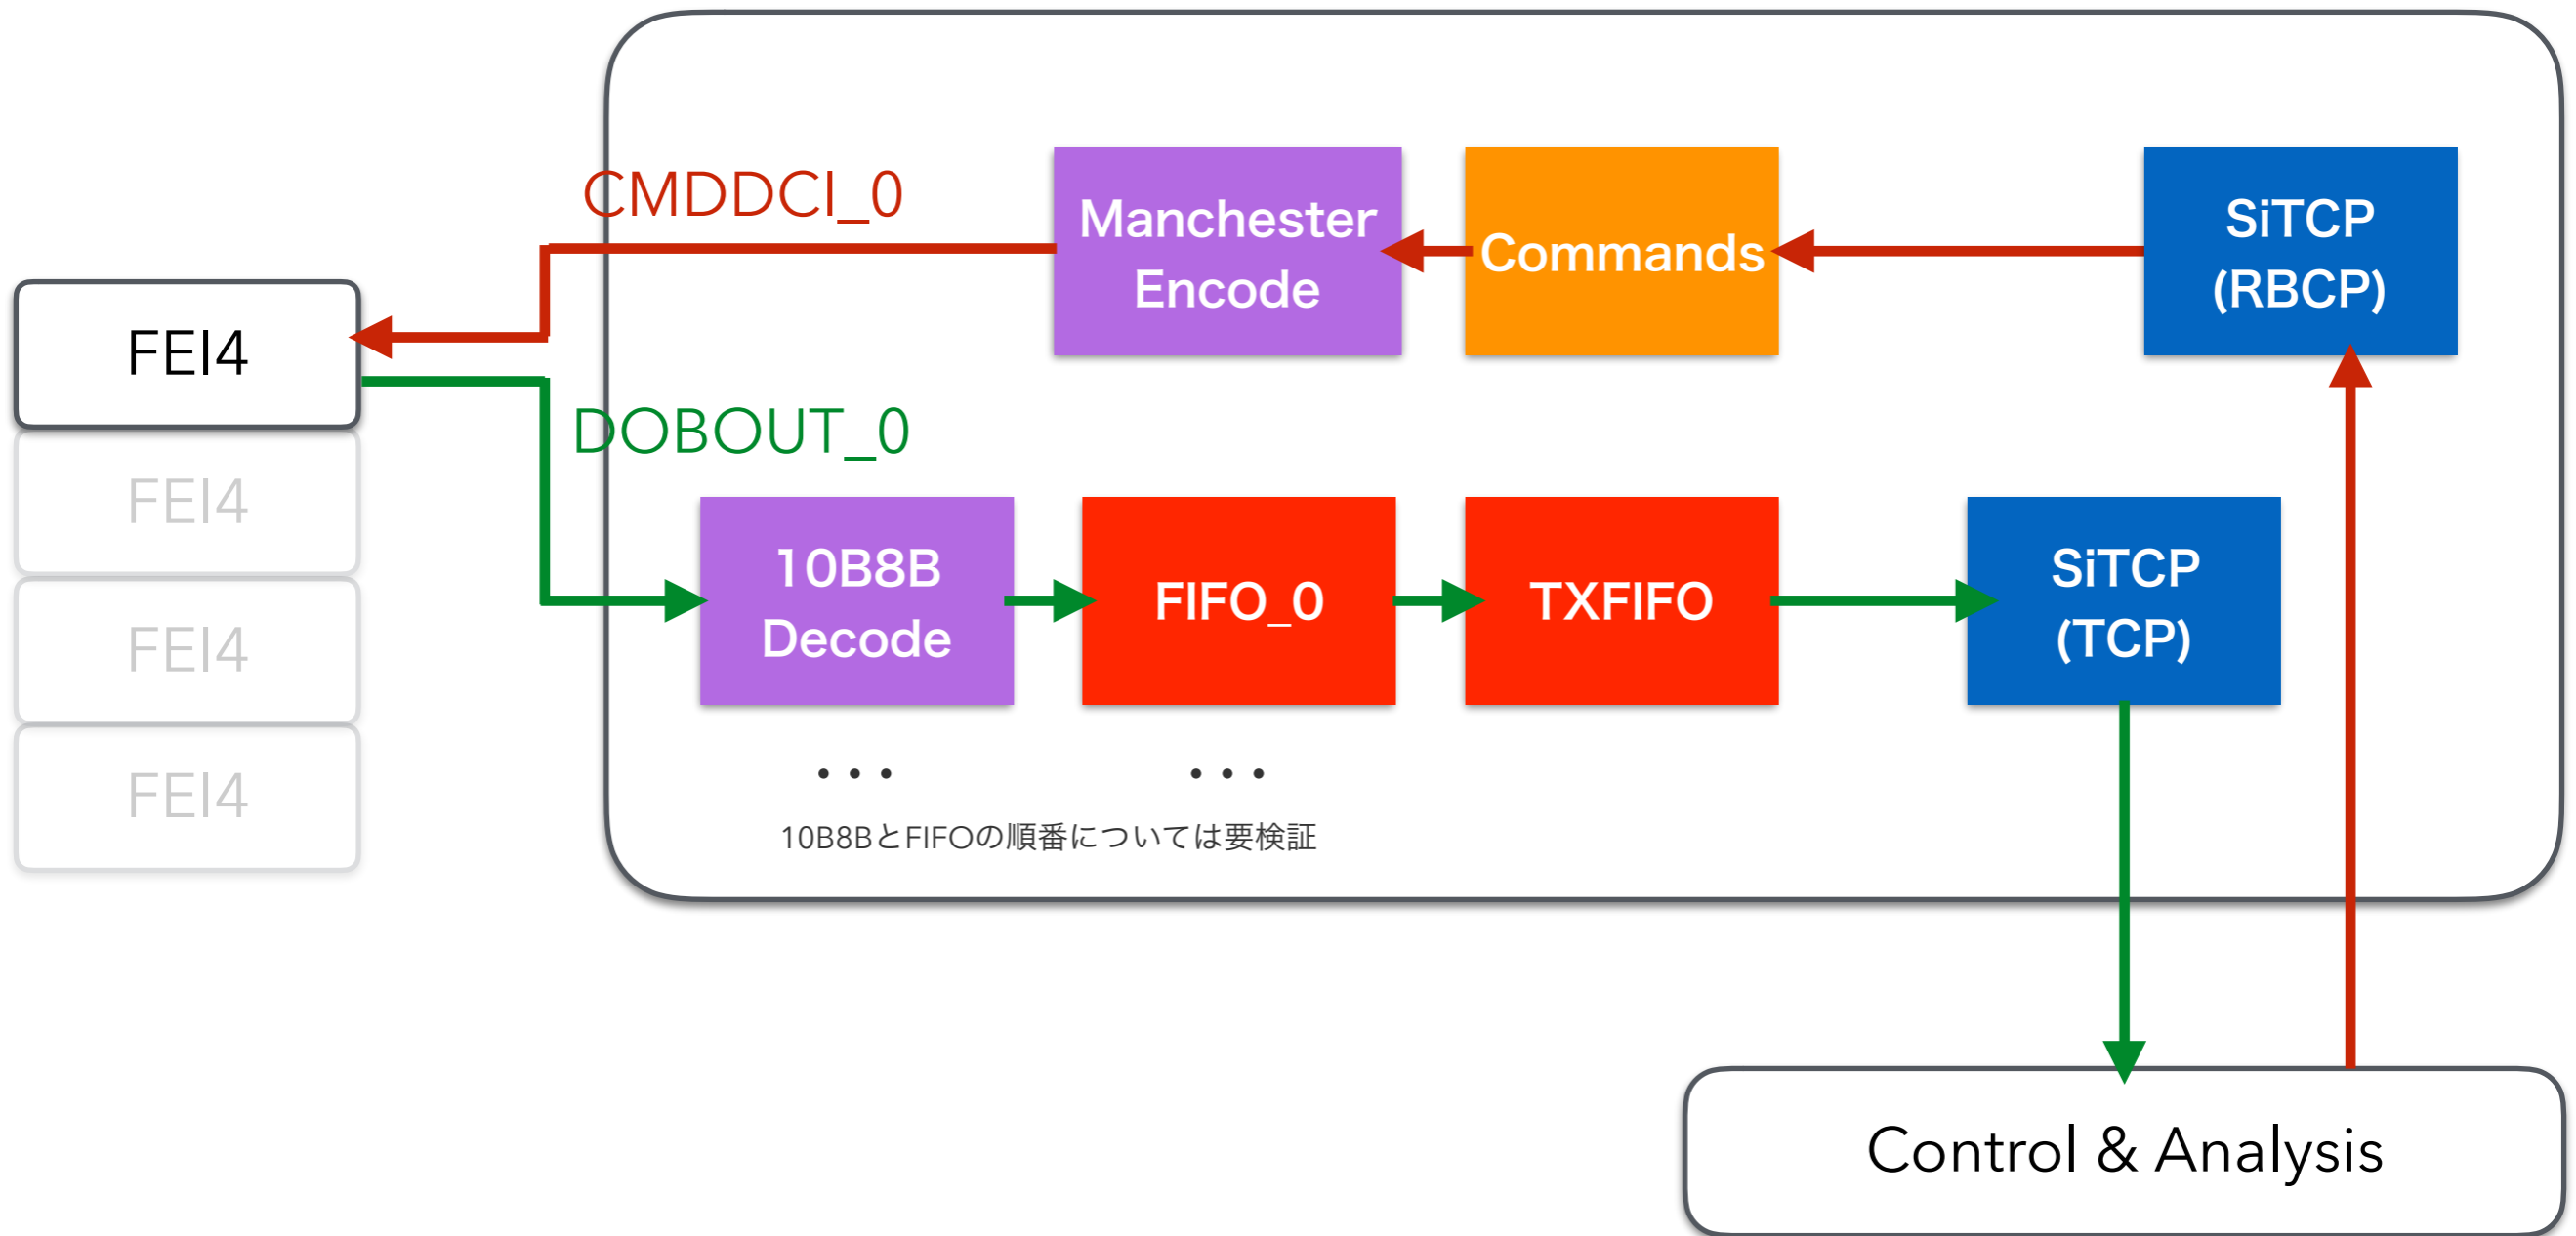 CMDDCI_0
Manchester
Encode
Commands
SiTCP
(RBCP)
FEI4
DOBOUT_0
FEI4
FEI4
FEI4
10B8B
Decode
FIFO_0
TXFIFO
SiTCP
(TCP)
• • •
• • •
10B8BとFIFOの順番については要検証
Control & Analysis